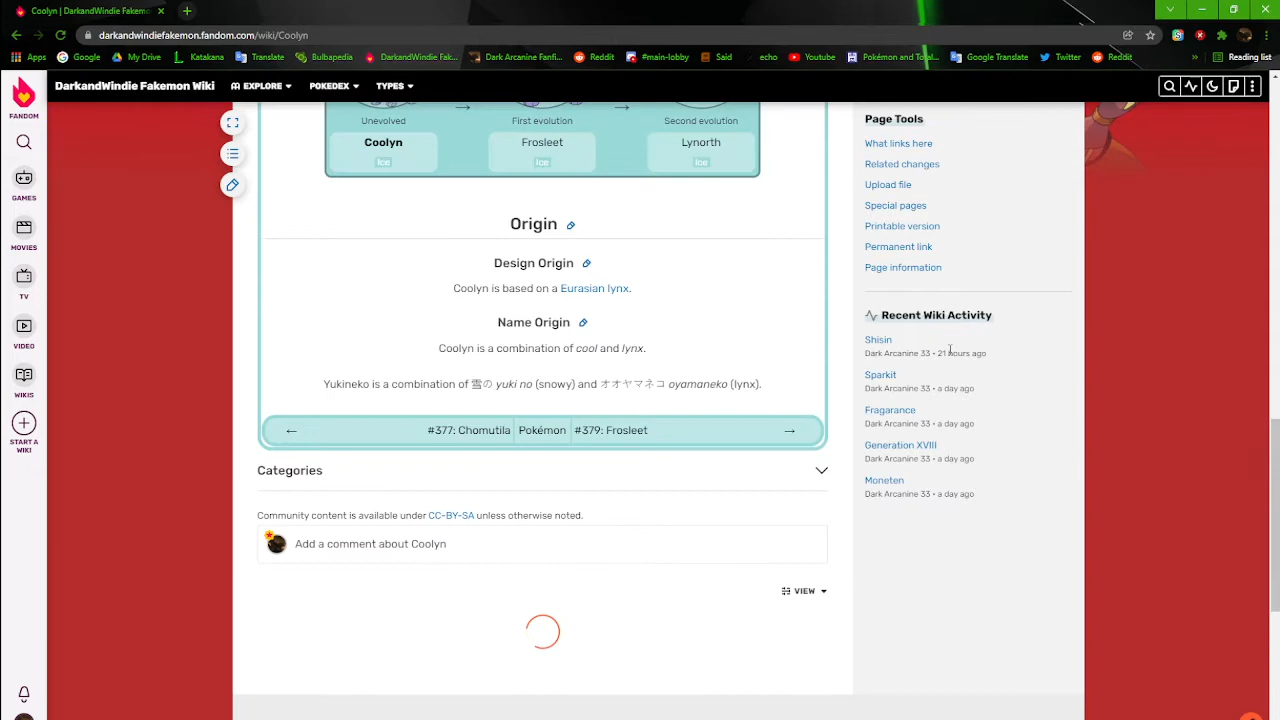 Coolyn | DarkandWindie Fakemo
darkandwindiefakemon.fandom.com/wiki/Coolyn
Apps Google My Drive Katakana Translate Bulbapedia DarkandWindie Fak... Dark Arcanine Fanfi... Reddit #main-lobby Said echo Youtube Pokémon and Total... Google Translate Twitter Reddit » Reading list
DarkandWindie Fakemon Wiki EXPLORE POKEDEX TYPES
FANDOM
GAMES
MOVIES
TV
VIDEO
WIKIS
START A
WIKI
Unevolved First evolution Second evolution
Coolyn Frosleet Lynorth
Ice Ice Ice
Origin
Design Origin
Coolyn is based on a Eurasian lynx.
Name Origin
Coolyn is a combination of cool and lynx.
Yukineko is a combination of 雪の yuki no (snowy) and オオヤマネコ oyamaneko (lynx).
← #377: Chomutila Pokémon #379: Frosleet →
Categories
Community content is available under CC-BY-SA unless otherwise noted.
Add a comment about Coolyn
VIEW
Page Tools
What links here
Related changes
Upload file
Special pages
Printable version
Permanent link
Page information
Recent Wiki Activity
Shisin
Dark Arcanine 33 • 21 hours ago
Sparkit
Dark Arcanine 33 • a day ago
Fragarance
Dark Arcanine 33 • a day ago
Generation XVIII
Dark Arcanine 33 • a day ago
Moneten
Dark Arcanine 33 • a day ago